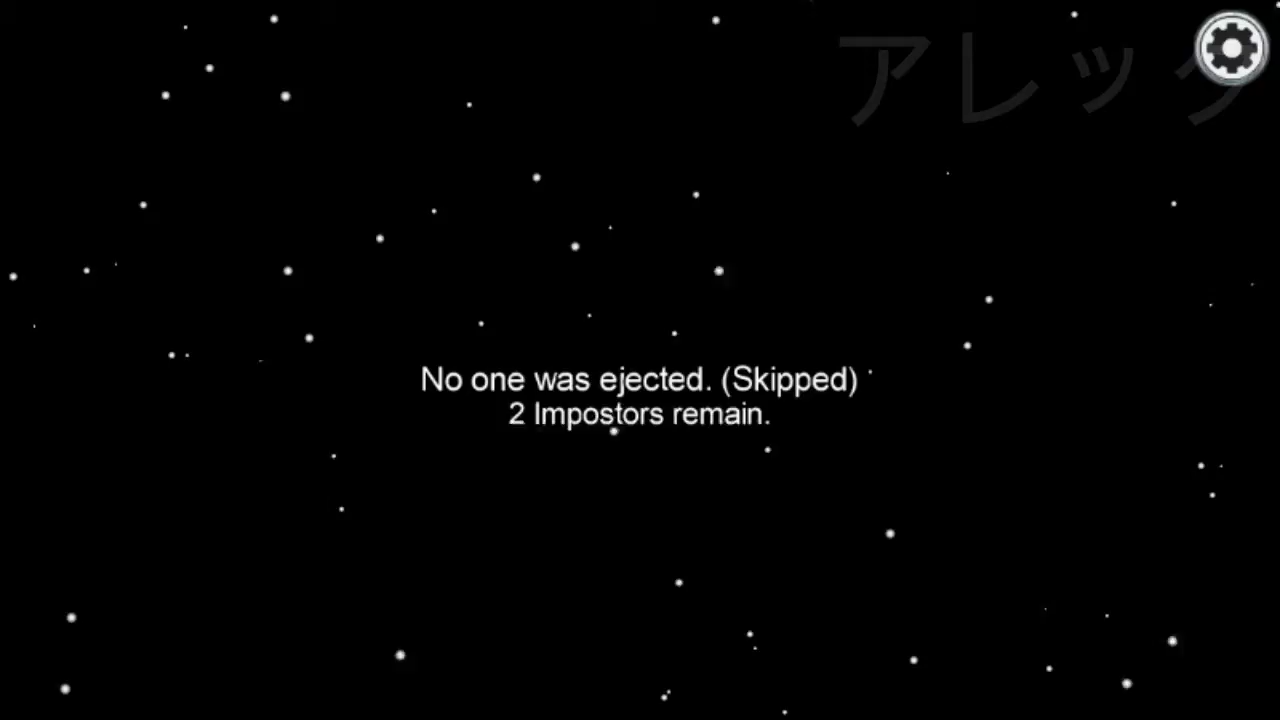 アレック
No one was ejected. (Skipped)
2 Impostors remain.